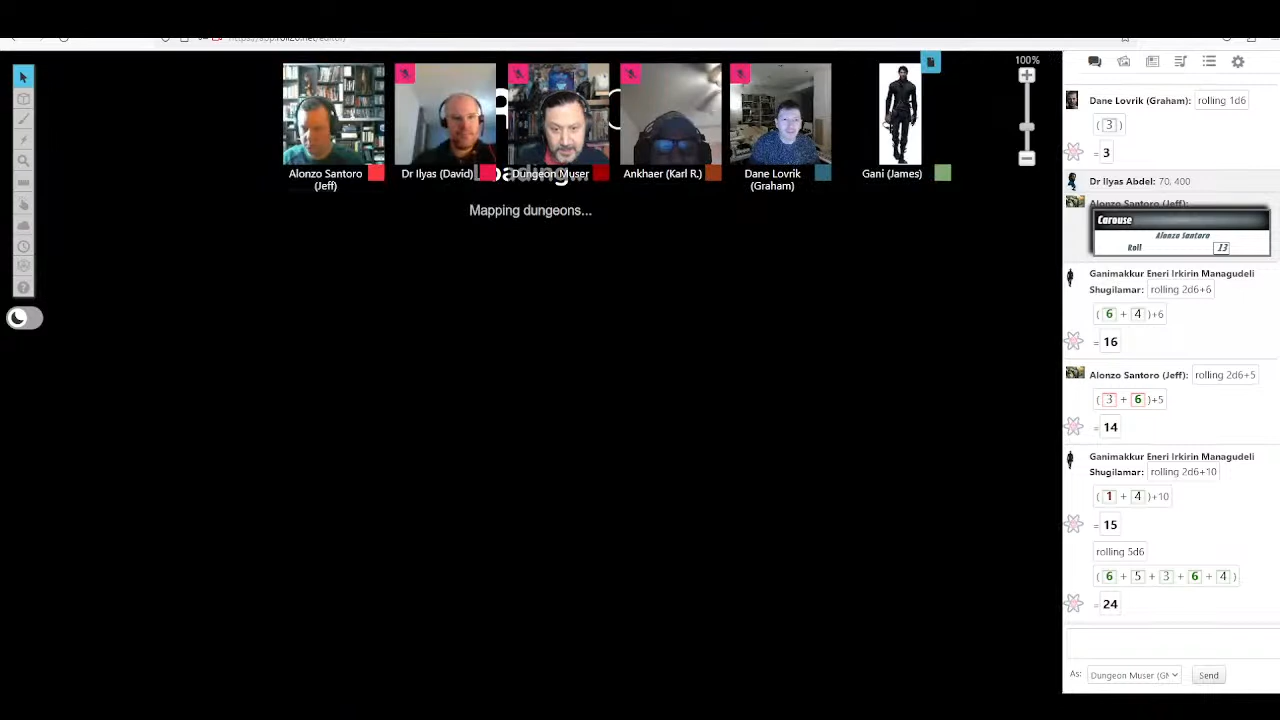 100%
Alonzo Santoro
(Jeff)
Dr Ilyas (David)
Dungeon Muser
Ankhaer (Karl R.)
Dane Lovrik
(Graham)
Gani (James)
Mapping dungeons...
Dane Lovrik (Graham): rolling 1d6
( 3 )
= 3
Dr Ilyas Abdel: 70, 400
Alonzo Santoro (Jeff):
Carouse
Alonzo Santoro
Roll 13
Ganimakkur Eneri Irkirin Managudeli
Shugilamar: rolling 2d6+6
( 6 + 4 )+6
= 16
Alonzo Santoro (Jeff): rolling 2d6+5
( 3 + 6 )+5
= 14
Ganimakkur Eneri Irkirin Managudeli
Shugilamar: rolling 2d6+10
( 1 + 4 )+10
= 15
rolling 5d6
( 6 + 5 + 3 + 6 + 4 )
= 24
As: Dungeon Muser (GM Send